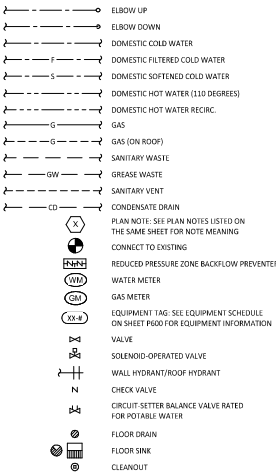 ELBOW UP
ELBOW DOWN
DOMESTIC COLD WATER
F DOMESTIC FILTERED COLD WATER
S DOMESTIC SOFTENED COLD WATER
DOMESTIC HOT WATER (110 DEGREES)
DOMESTIC HOT WATER RECIRC.
G GAS
G GAS (ON ROOF)
SANITARY WASTE
GW GREASE WASTE
SANITARY VENT
CD CONDENSATE DRAIN
X PLAN NOTE: SEE PLAN NOTES LISTED ON
THE SAME SHEET FOR NOTE MEANING
CONNECT TO EXISTING
REDUCED PRESSURE ZONE BACKFLOW PREVENTER
WM WATER METER
GM GAS METER
XX-# EQUIPMENT TAG: SEE EQUIPMENT SCHEDULE
ON SHEET P600 FOR EQUIPMENT INFORMATION
VALVE
SOLENOID-OPERATED VALVE
WALL HYDRANT/ROOF HYDRANT
CHECK VALVE
CIRCUIT-SETTER BALANCE VALVE RATED
FOR POTABLE WATER
FLOOR DRAIN
FLOOR SINK
CLEANOUT